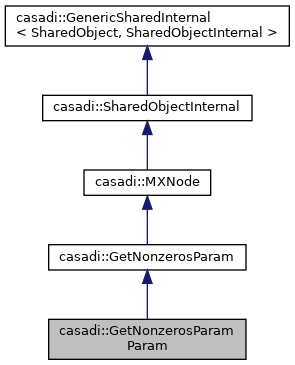 casadi::GenericSharedInternal
< SharedObject, SharedObjectInternal >
casadi::SharedObjectInternal
casadi::MXNode
casadi::GetNonzerosParam
casadi::GetNonzerosParam
Param